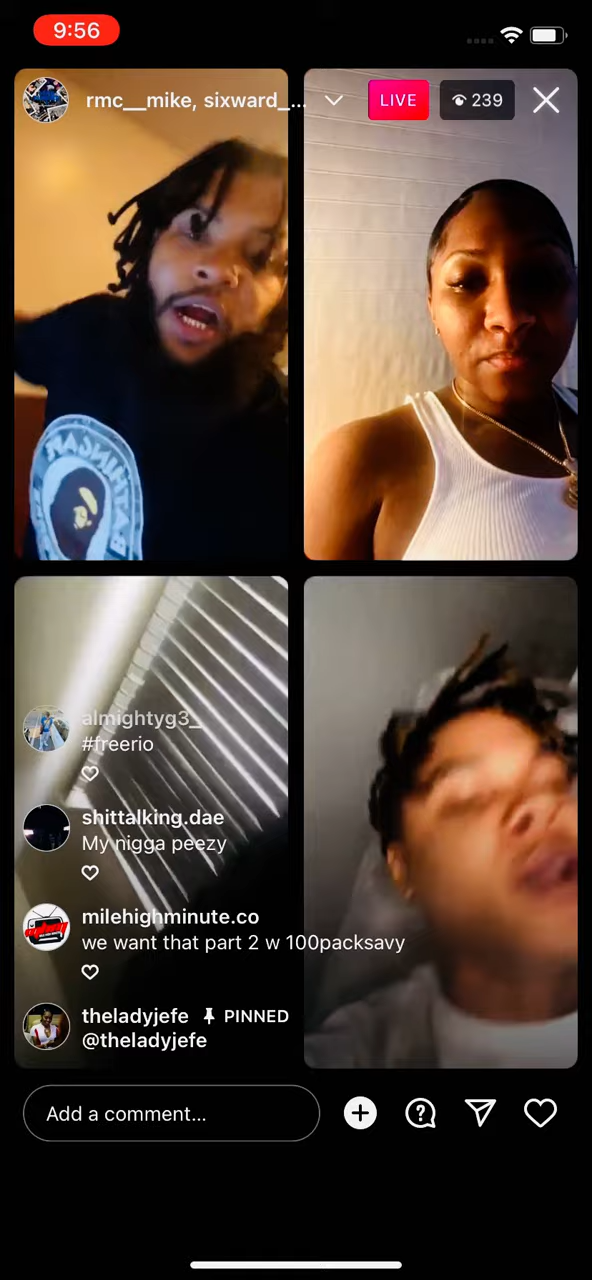 9:56
rmc__mike, sixward_...
LIVE
239
almightyg3_
#freerio
shittalking.dae
My nigga peezy
milehighminute.co
we want that part 2 w 100packsavy
theladyjefe PINNED
@theladyjefe
Add a comment...